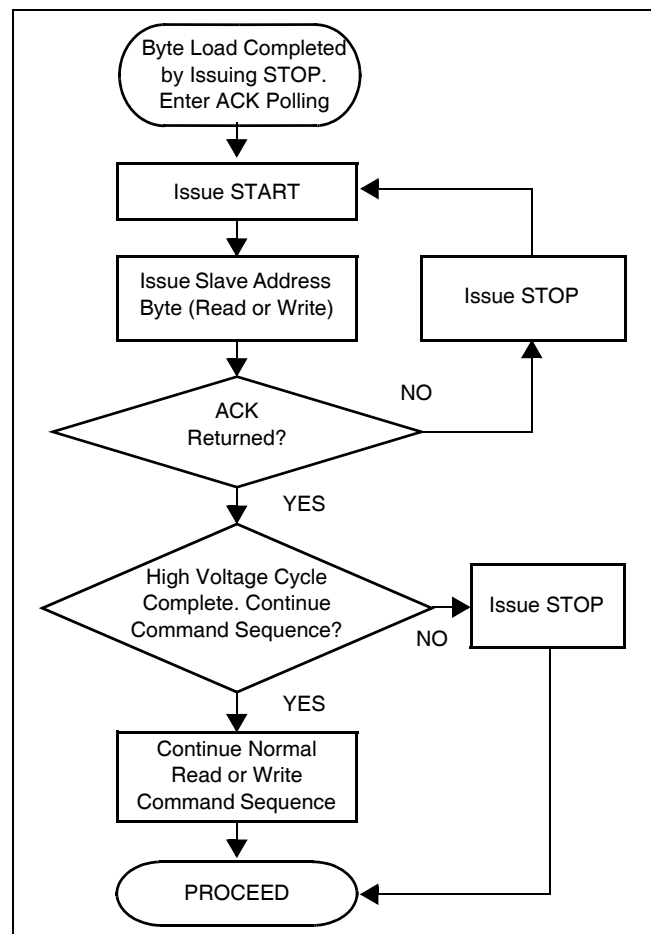 Byte Load Completed
by Issuing STOP.
Enter ACK Polling
Issue START
Issue Slave Address
Byte (Read or Write)
Issue STOP
ACK
Returned?
NO
YES
High Voltage Cycle
Complete. Continue
Command Sequence?
Issue STOP
NO
YES
Continue Normal
Read or Write
Command Sequence
PROCEED